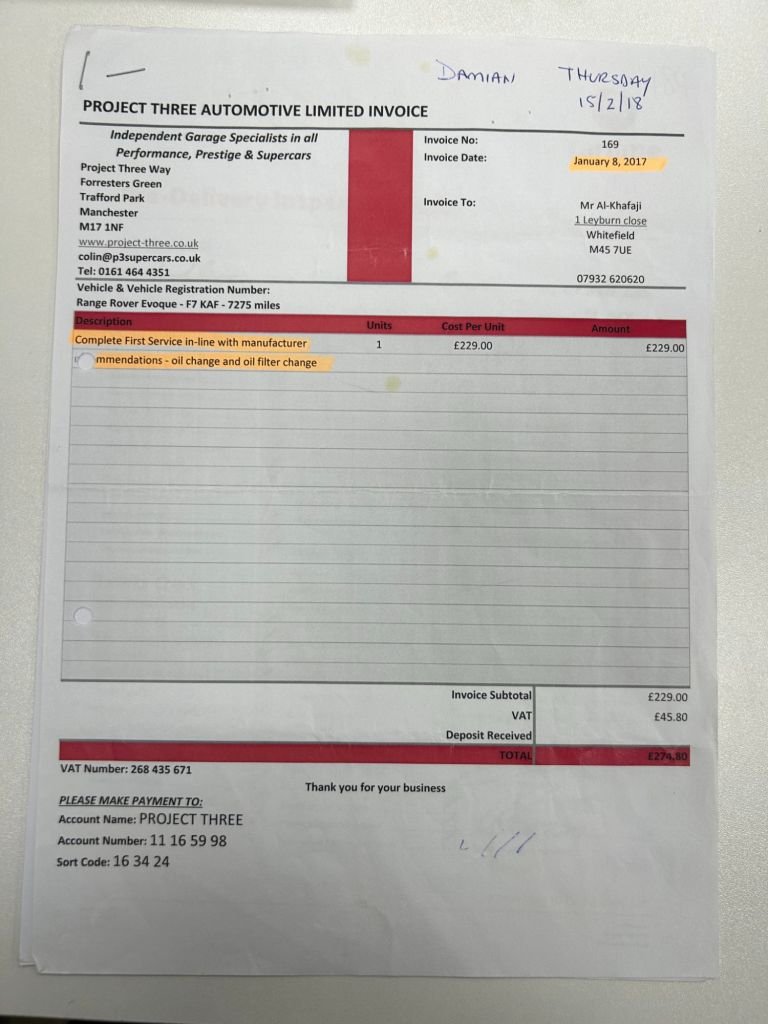 DAMIAN THURSDAY
15/2/18
PROJECT THREE AUTOMOTIVE LIMITED INVOICE
Independent Garage Specialists in all
Performance, Prestige & Supercars
Project Three Way
Forresters Green
Trafford Park
Manchester
M17 1NF
www.project-three.co.uk
colin@p3supercars.co.uk
Tel: 0161 464 4351
Invoice No: 169
Invoice Date: January 8, 2017
Invoice To: Mr Al-Khafaji
1 Leyburn close
Whitefield
M45 7UE
07932 620620
Vehicle & Vehicle Registration Number:
Range Rover Evoque - F7 KAF - 7275 miles
Description Units Cost Per Unit Amount
Complete First Service in-line with manufacturer 1 £229.00 £229.00
mmendations - oil change and oil filter change
Invoice Subtotal £229.00
VAT £45.80
Deposit Received
TOTAL £274.80
VAT Number: 268 435 671
Thank you for your business
PLEASE MAKE PAYMENT TO:
Account Name: PROJECT THREE
Account Number: 11 16 59 98
Sort Code: 16 34 24